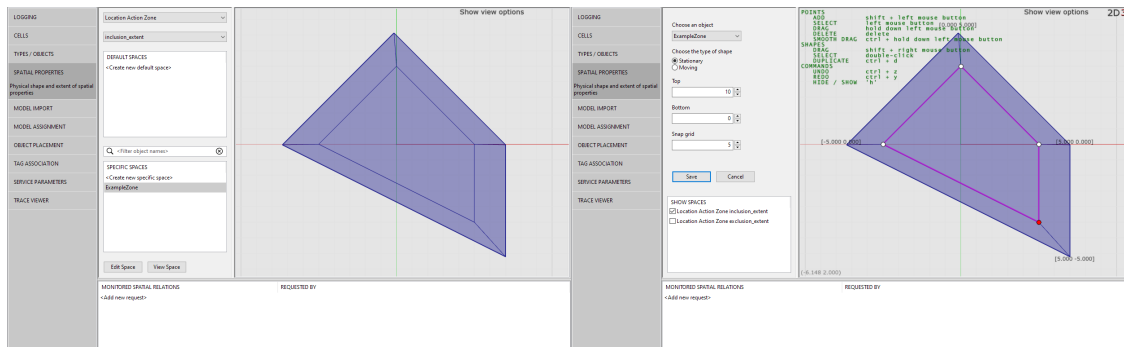 LOGGING
CELLS
TYPES / OBJECTS
SPATIAL PROPERTIES
Physical shape and extent of spatial
properties
MODEL IMPORT
MODEL ASSIGNMENT
OBJECT PLACEMENT
TAG ASSOCIATION
SERVICE PARAMETERS
TRACE VIEWER
Location Action Zone
inclusion_extent
DEFAULT SPACES
<Create new default space>
<Filter object names>
SPECIFIC SPACES
<Create new specific space>
ExampleZone
Edit Space View Space
Show view options
MONITORED SPATIAL RELATIONS REQUESTED BY
<Add new request>
LOGGING
CELLS
TYPES / OBJECTS
SPATIAL PROPERTIES
Physical shape and extent of spatial
properties
MODEL IMPORT
MODEL ASSIGNMENT
OBJECT PLACEMENT
TAG ASSOCIATION
SERVICE PARAMETERS
TRACE VIEWER
Choose an object
ExampleZone
Choose the type of shape
Stationary
Moving
Top
10
Bottom
0
Snap grid
5
Save Cancel
SHOW SPACES
Location Action Zone inclusion_extent
Location Action Zone exclusion_extent
Show view options 2D3
POINTS
ADD shift + left mouse button
SELECT left mouse button
DRAG hold down left mouse button
DELETE delete
SMOOTH DRAG ctrl + hold down left mouse button
SHAPES
DRAG shift + right mouse button
SELECT double-click
DUPLICATE ctrl + d
COMMANDS
UNDO ctrl + z
REDO ctrl + y
HIDE / SHOW 'h'
[0.000 5.000]
[-5.000 0.000]
[5.000 0.000]
[5.000 -5.000]
[-6.148 2.000]
MONITORED SPATIAL RELATIONS REQUESTED BY
<Add new request>